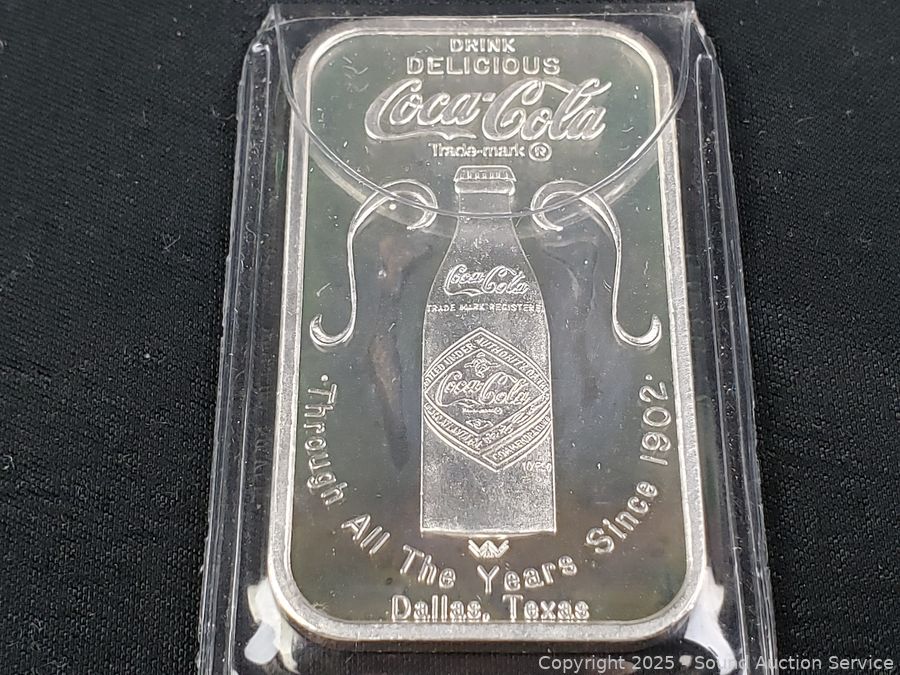 DRINK
DELICIOUS
Coca-Cola
Trade-mark ®
Coca-Cola
TRADE MARK REGISTERED
Coca-Cola
·Through All The Years Since 1902·
Dallas, Texas
Copyright 2025 Sound Auction Service